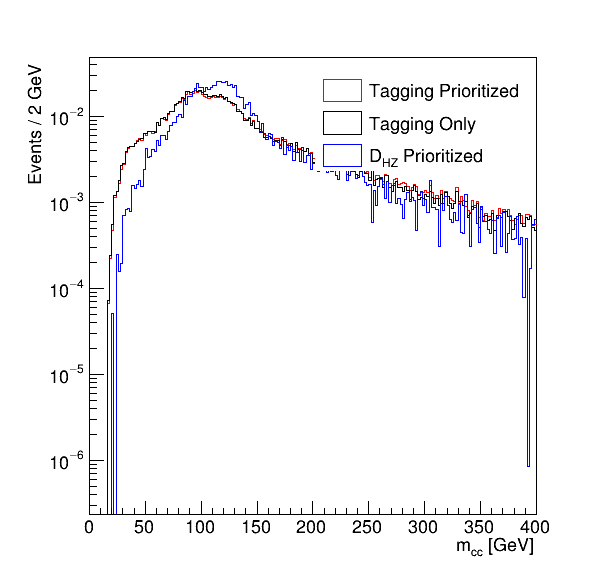 Events / 2 GeV
Tagging Prioritized
Tagging Only
D_HZ Prioritized
10^−2
10^−3
10^−4
10^−5
10^−6
0 50 100 150 200 250 300 350 400
m_cc [GeV]